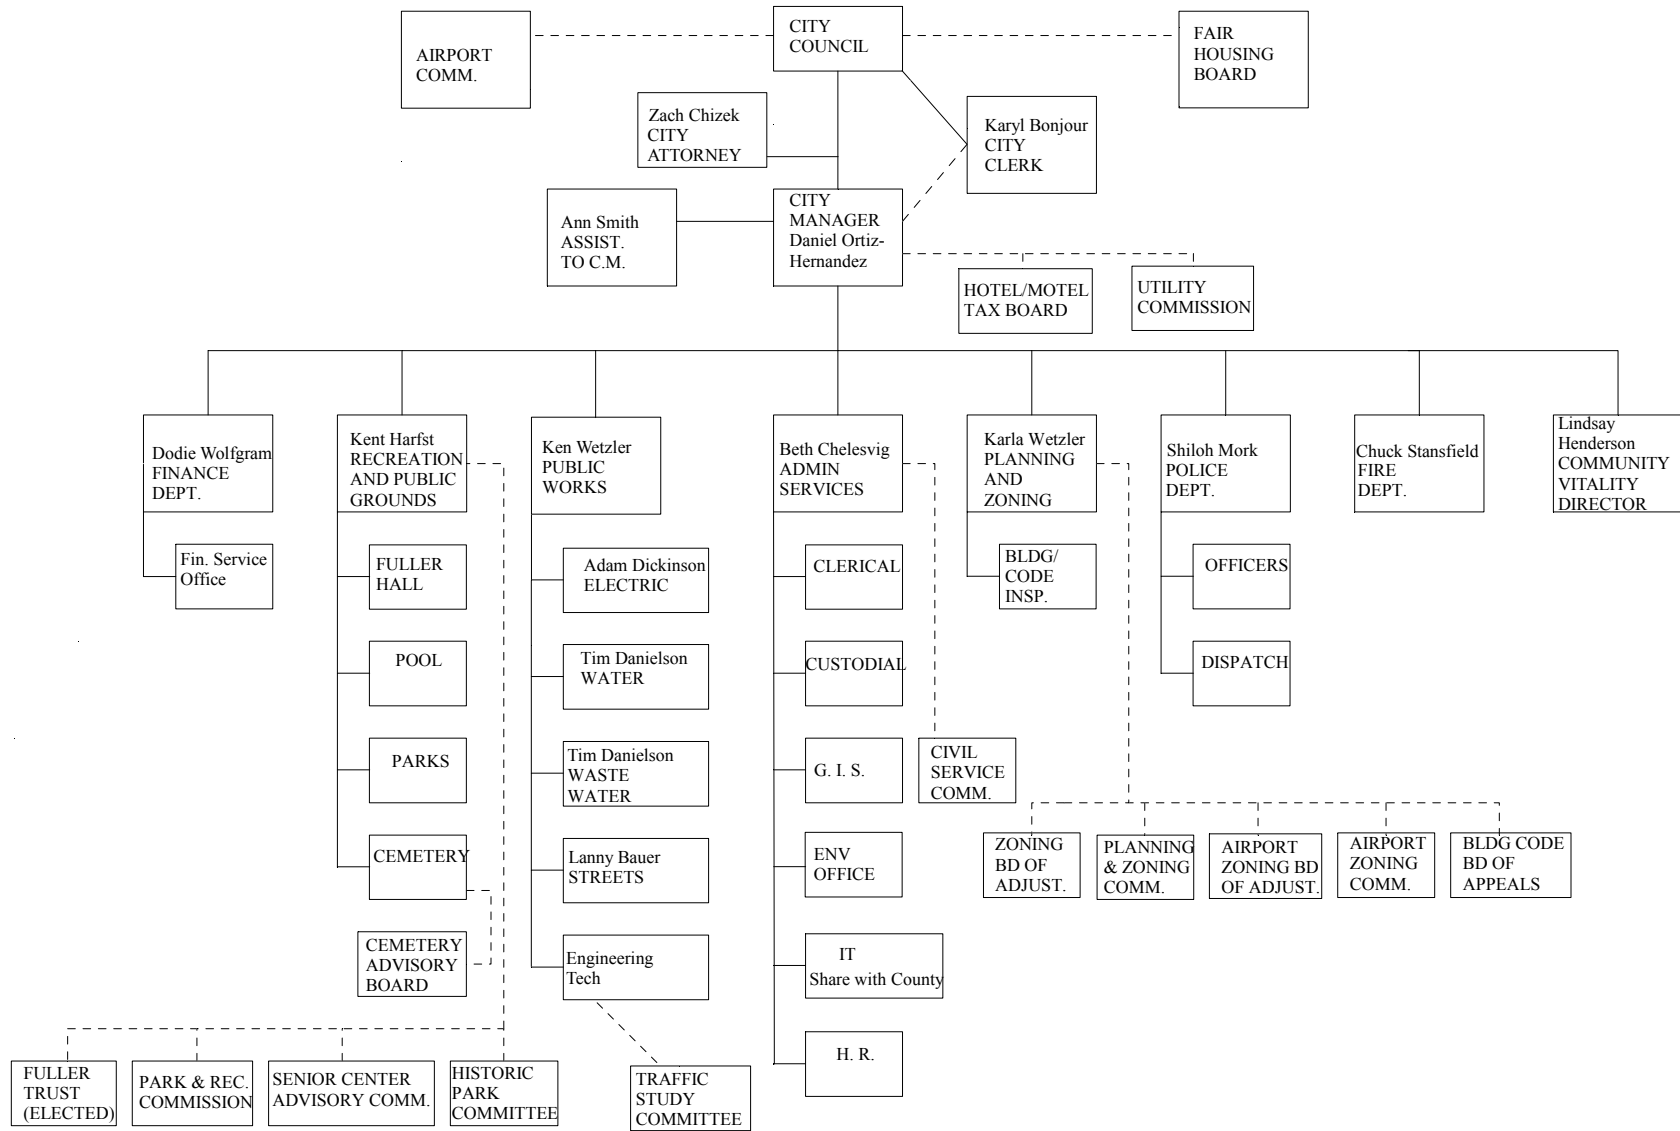 CITY
COUNCIL
AIRPORT
COMM.
FAIR
HOUSING
BOARD
Zach Chizek
CITY
ATTORNEY
Karyl Bonjour
CITY
CLERK
Ann Smith
ASSIST.
TO C.M.
CITY
MANAGER
Daniel Ortiz-
Hernandez
HOTEL/MOTEL
TAX BOARD
UTILITY
COMMISSION
Dodie Wolfgram
FINANCE
DEPT.
Kent Harfst
RECREATION
AND PUBLIC
GROUNDS
Ken Wetzler
PUBLIC
WORKS
Beth Chelesvig
ADMIN
SERVICES
Karla Wetzler
PLANNING
AND
ZONING
Shiloh Mork
POLICE
DEPT.
Chuck Stansfield
FIRE
DEPT.
Lindsay
Henderson
COMMUNITY
VITALITY
DIRECTOR
Fin. Service
Office
FULLER
HALL
POOL
PARKS
CEMETERY
CEMETERY
ADVISORY
BOARD
Adam Dickinson
ELECTRIC
Tim Danielson
WATER
Tim Danielson
WASTE
WATER
Lanny Bauer
STREETS
Engineering
Tech
CLERICAL
CUSTODIAL
G. I. S.
ENV
OFFICE
IT
Share with County
H. R.
CIVIL
SERVICE
COMM.
BLDG/
CODE
INSP.
OFFICERS
DISPATCH
ZONING
BD OF
ADJUST.
PLANNING
& ZONING
COMM.
AIRPORT
ZONING BD
OF ADJUST.
AIRPORT
ZONING
COMM.
BLDG CODE
BD OF
APPEALS
FULLER
TRUST
(ELECTED)
PARK & REC.
COMMISSION
SENIOR CENTER
ADVISORY COMM.
HISTORIC
PARK
COMMITTEE
TRAFFIC
STUDY
COMMITTEE